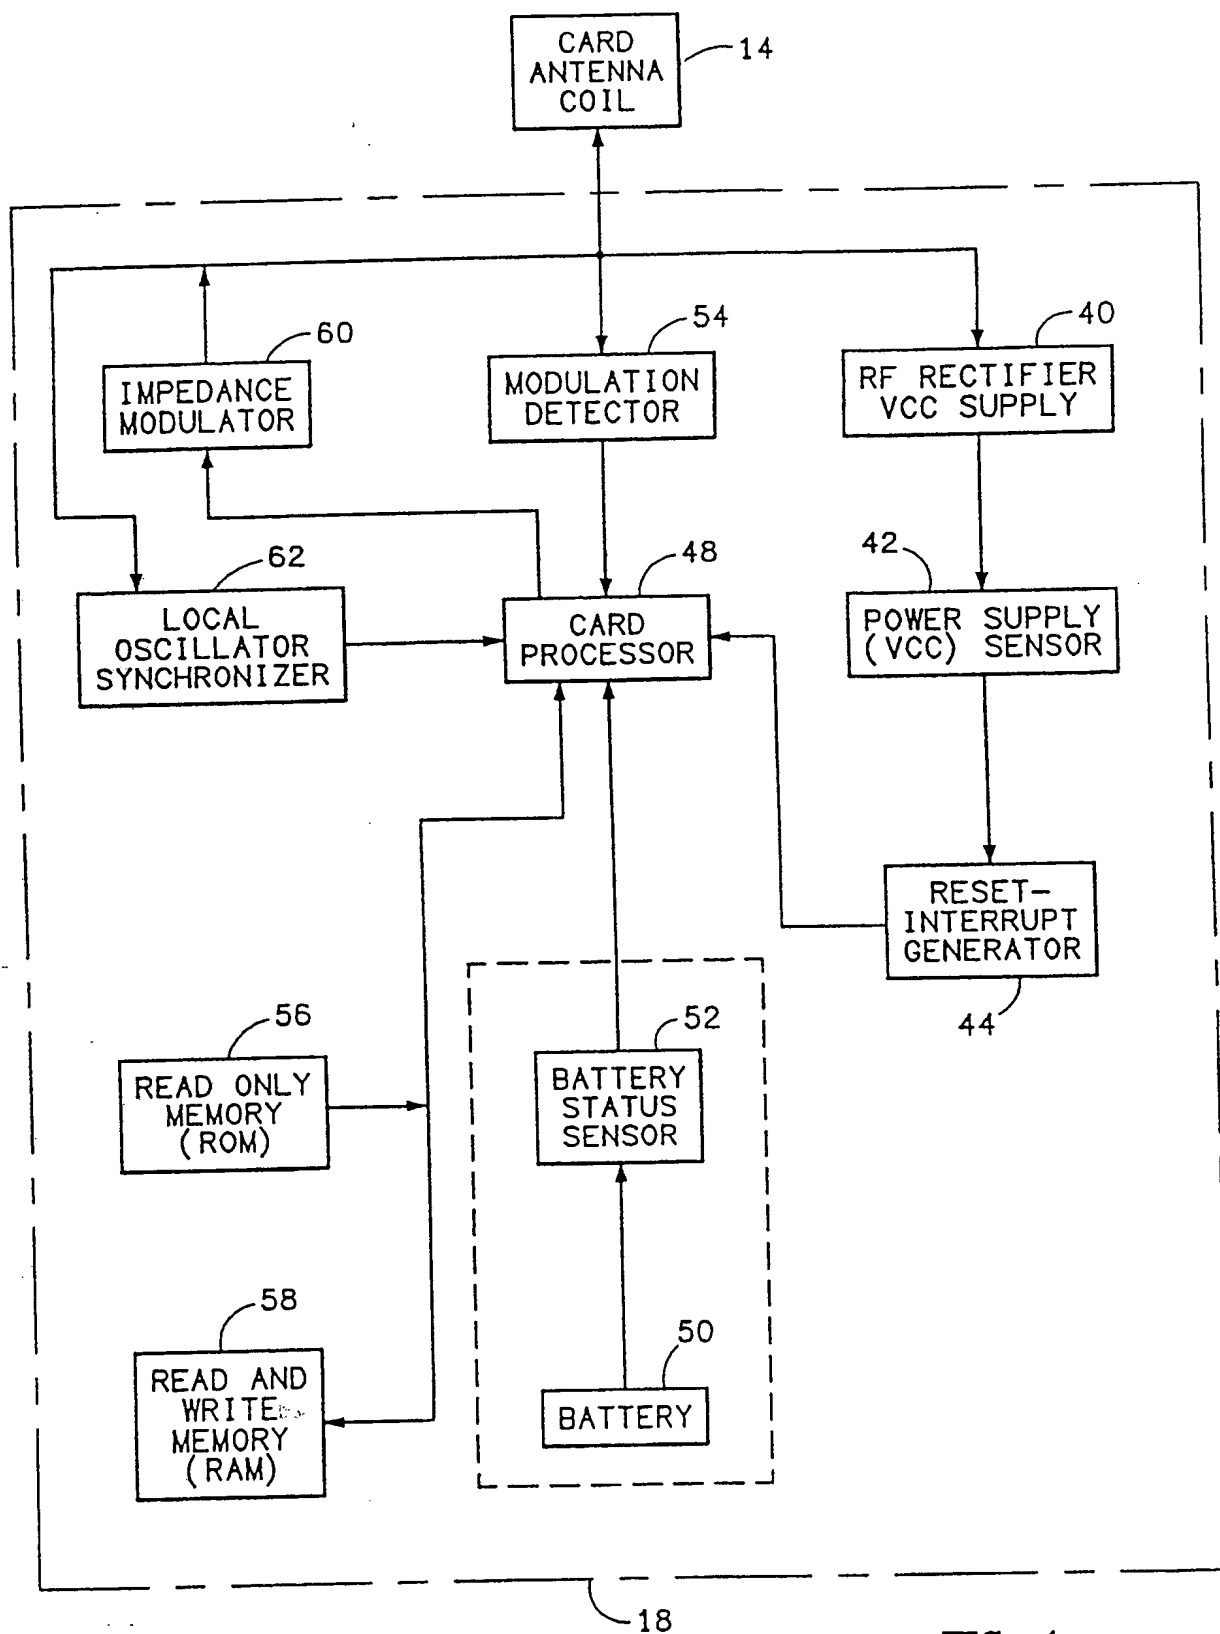 CARD
ANTENNA
COIL
14
60
54
40
IMPEDANCE
MODULATOR
MODULATION
DETECTOR
RF RECTIFIER
VCC SUPPLY
62
48
42
LOCAL
OSCILLATOR
SYNCHRONIZER
CARD
PROCESSOR
POWER SUPPLY
(VCC) SENSOR
RESET-
INTERRUPT
GENERATOR
44
56
52
READ ONLY
MEMORY
(ROM)
BATTERY
STATUS
SENSOR
58
50
READ AND
WRITE
MEMORY
(RAM)
BATTERY
18